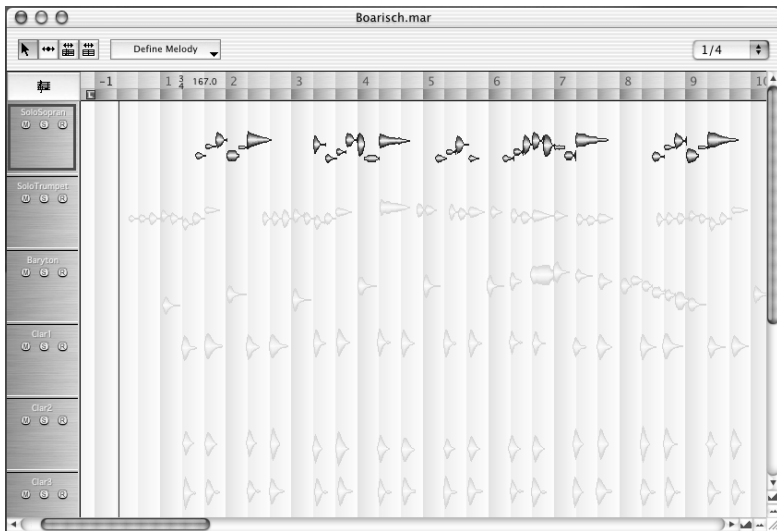 Boarisch.mar
Define Melody
1/4
-1 1 3/4 167.0 2 3 4 5 6 7 8 9 10
SoloSopran
M S R
SoloTrumpet
M S R
Baryton
M S R
Clar1
M S R
Clar2
M S R
Clar3
M S R